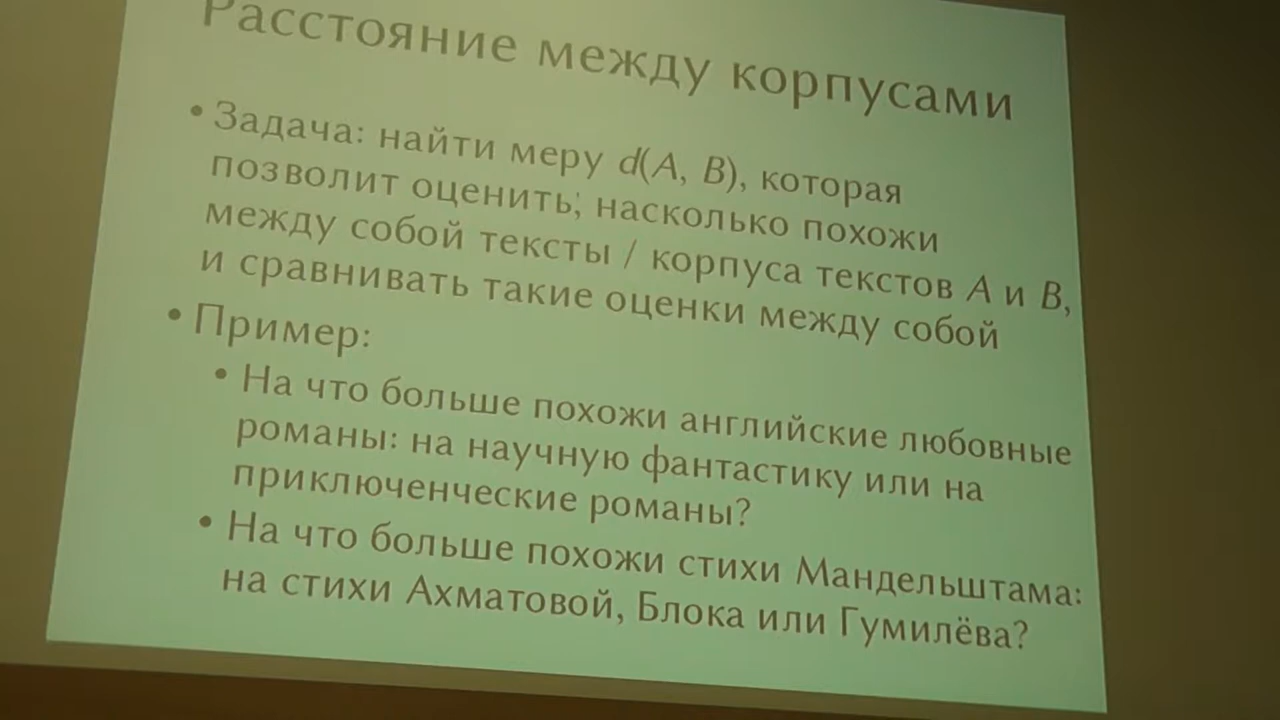 Расстояние между корпусами
• Задача: найти меру d(A, B), которая
позволит оценить, насколько похожи
между собой тексты / корпуса текстов A и B,
и сравнивать такие оценки между собой
• Пример:
• На что больше похожи английские любовные
романы: на научную фантастику или на
приключенческие романы?
• На что больше похожи стихи Мандельштама:
на стихи Ахматовой, Блока или Гумилёва?